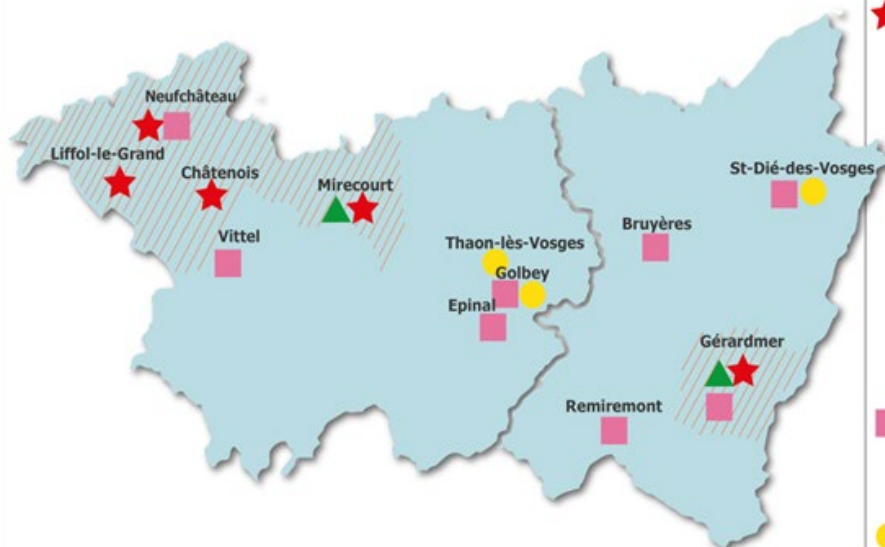 Neufchâteau
Liffol-le-Grand
Châtenois
Mirecourt
Vittel
Thaon-lès-Vosges
Golbey
Epinal
St-Dié-des-Vosges
Bruyères
Gérardmer
Remiremont